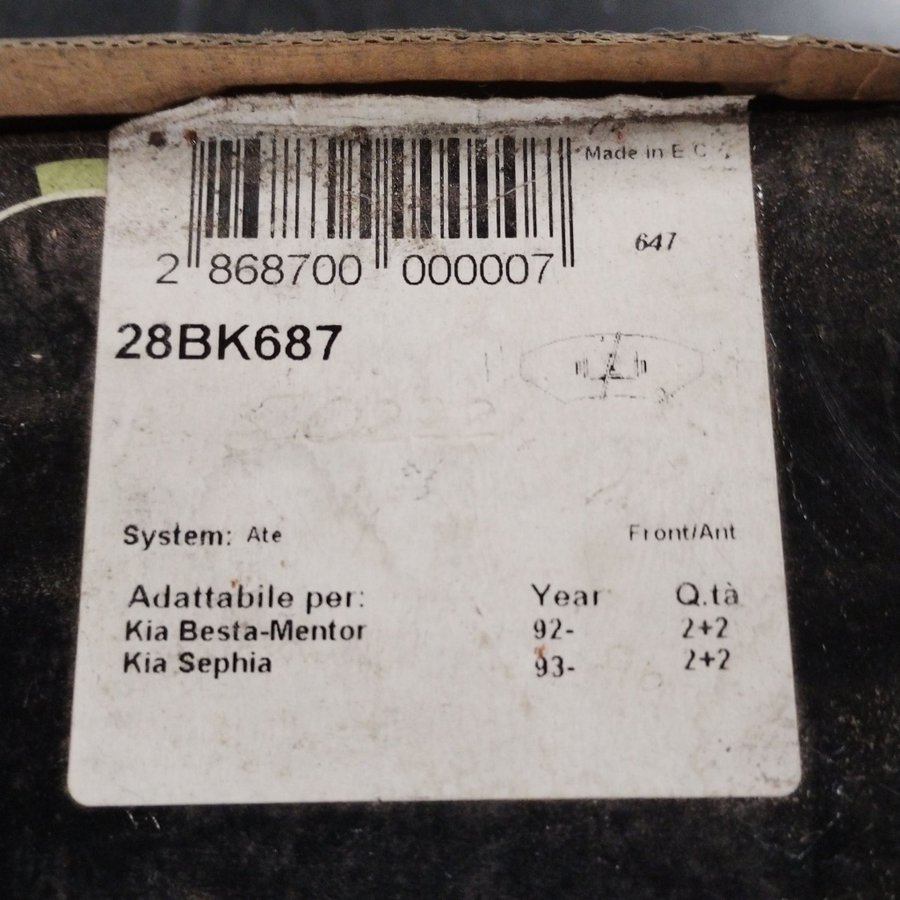 Made in E C
647
2 868700 000007
28BK687
System: Ate Front/Ant
Adattabile per: Year Q.tà
Kia Besta-Mentor 92- 2+2
Kia Sephia 93- 2+2